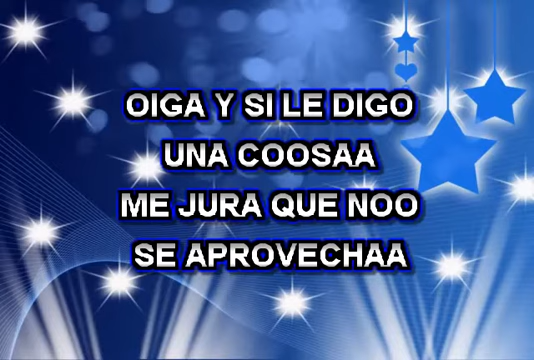 OIGA Y SI LE DIGO
UNA COOSAA
ME JURA QUE NOO
SE APROVECHAA